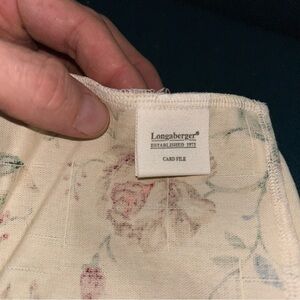 Longaberger®
ESTABLISHED 1973
CARD FILE